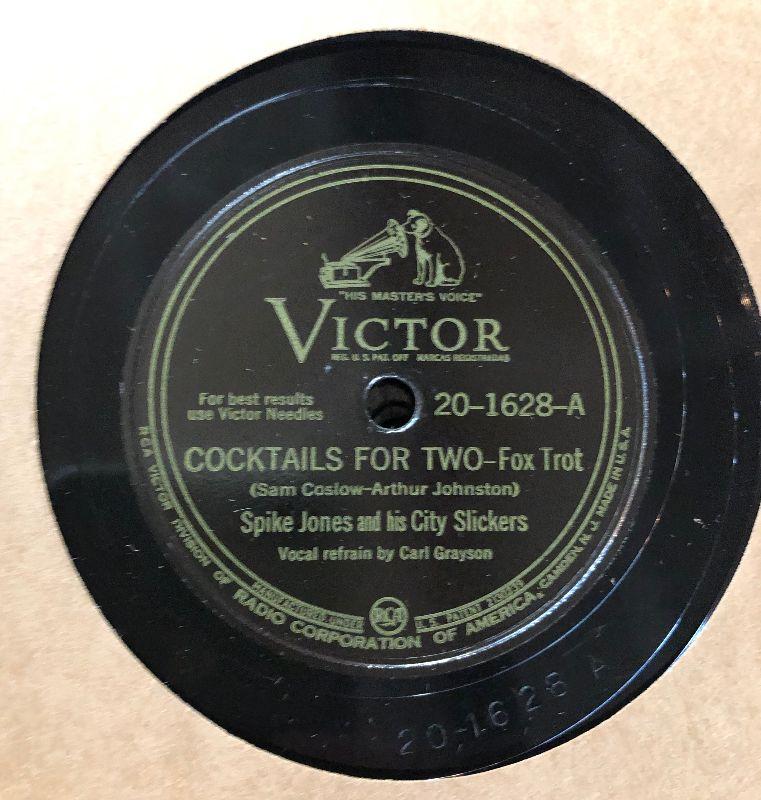 "HIS MASTER'S VOICE"
VICTOR
REG. U. S. PAT. OFF. MARCAS REGISTRADAS
For best results
use Victor Needles
20-1628-A
COCKTAILS FOR TWO-Fox Trot
(Sam Coslow-Arthur Johnston)
Spike Jones and his City Slickers
Vocal refrain by Carl Grayson
MANUFACTURED UNDER RCA U. S. PATENT
RCA VICTOR DIVISION OF RADIO CORPORATION OF AMERICA, CAMDEN, N. J. MADE IN U.S.A.
20-1628 A